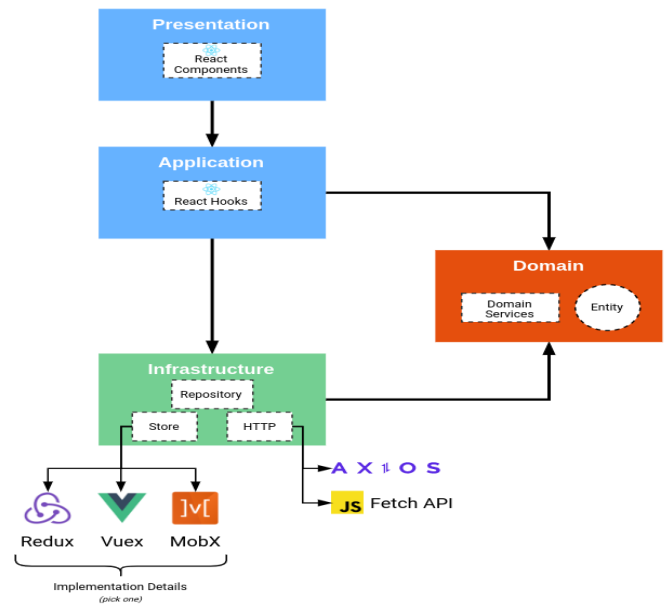 Presentation
React
Components
Application
React Hooks
Domain
Domain
Services
Entity
Infrastructure
Repository
Store
HTTP
AXIOS
JS
Fetch API
]v[
Redux
Vuex
MobX
Implementation Details
(pick one)